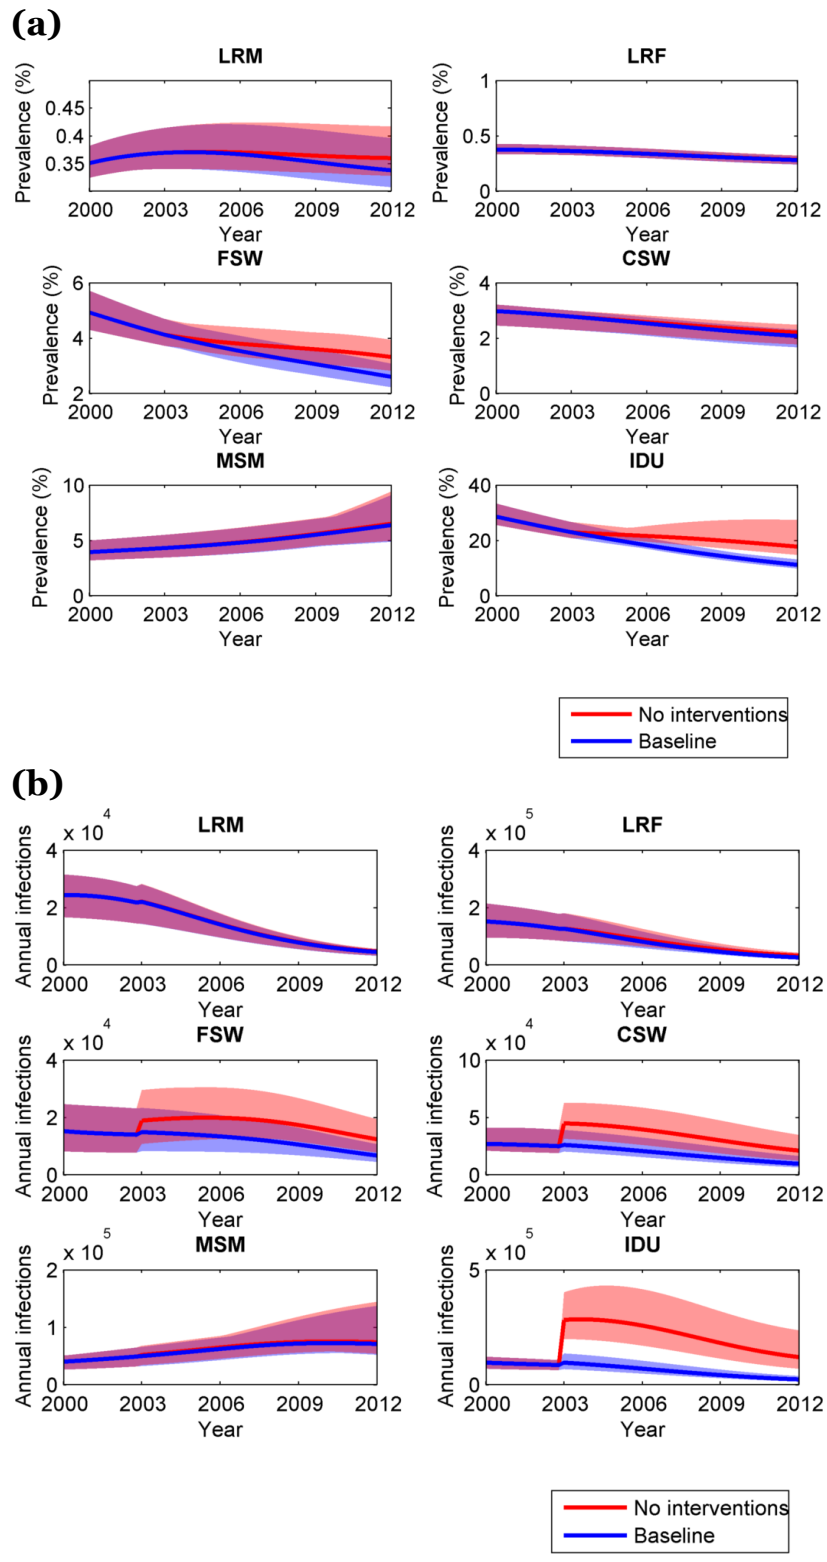 (a)
LRM
Prevalence (%)
0.45
0.4
0.35
2000 2003 2006 2009 2012
Year
LRF
Prevalence (%)
1
0.5
0
2000 2003 2006 2009 2012
Year
FSW
Prevalence (%)
6
4
2
2000 2003 2006 2009 2012
Year
CSW
Prevalence (%)
4
2
0
2000 2003 2006 2009 2012
Year
MSM
Prevalence (%)
10
5
0
2000 2003 2006 2009 2012
Year
IDU
Prevalence (%)
40
20
0
2000 2003 2006 2009 2012
Year
No interventions
Baseline
(b)
x 10^4
LRM
Annual infections
4
2
0
2000 2003 2006 2009 2012
Year
x 10^5
LRF
Annual infections
4
2
0
2000 2003 2006 2009 2012
Year
x 10^4
FSW
Annual infections
4
2
0
2000 2003 2006 2009 2012
Year
x 10^4
CSW
Annual infections
10
5
0
2000 2003 2006 2009 2012
Year
x 10^5
MSM
Annual infections
2
1
0
2000 2003 2006 2009 2012
Year
x 10^5
IDU
Annual infections
5
0
2000 2003 2006 2009 2012
Year
No interventions
Baseline